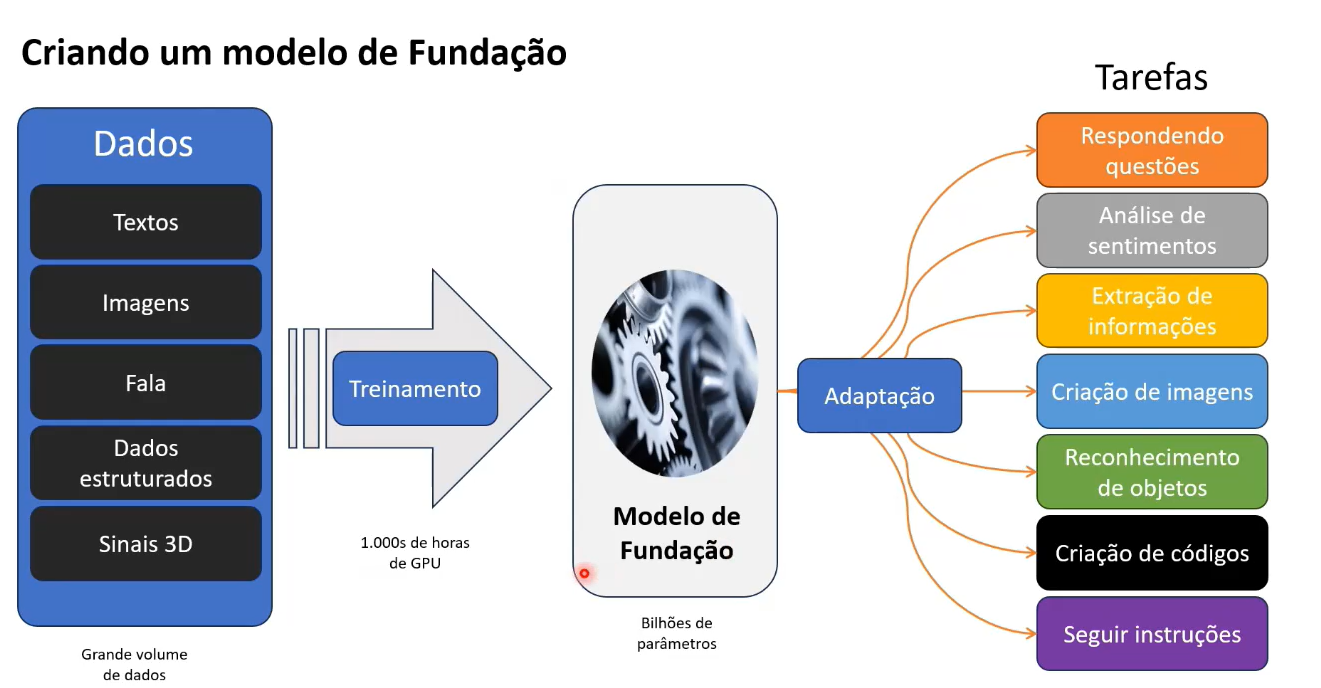 Criando um modelo de Fundação
Dados
Textos
Imagens
Fala
Dados
estruturados
Sinais 3D
Grande volume
de dados
Treinamento
1.000s de horas
de GPU
Modelo de
Fundação
Bilhões de
parâmetros
Adaptação
Tarefas
Respondendo
questões
Análise de
sentimentos
Extração de
informações
Criação de imagens
Reconhecimento
de objetos
Criação de códigos
Seguir instruções